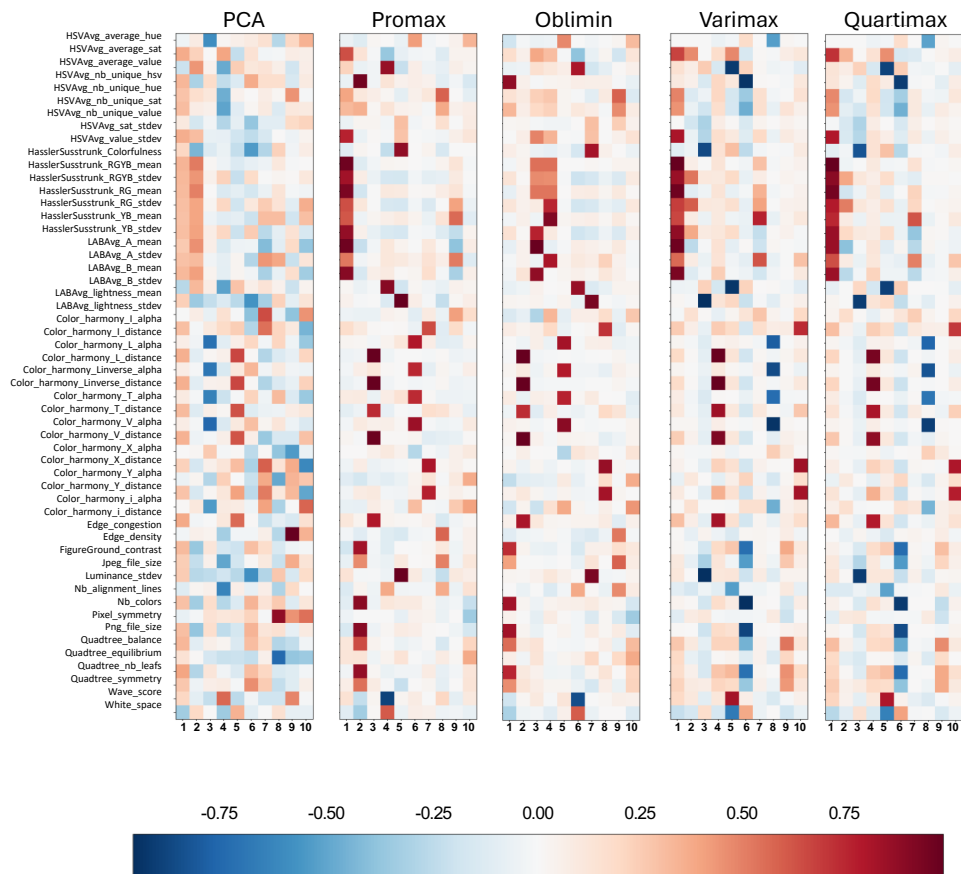 PCA Promax Oblimin Varimax Quartimax
HSVAvg_average_hue
HSVAvg_average_sat
HSVAvg_average_value
HSVAvg_nb_unique_hsv
HSVAvg_nb_unique_hue
HSVAvg_nb_unique_sat
HSVAvg_nb_unique_value
HSVAvg_sat_stdev
HSVAvg_value_stdev
HasslerSusstrunk_Colorfulness
HasslerSusstrunk_RGYB_mean
HasslerSusstrunk_RGYB_stdev
HasslerSusstrunk_RG_mean
HasslerSusstrunk_RG_stdev
HasslerSusstrunk_YB_mean
HasslerSusstrunk_YB_stdev
LABAvg_A_mean
LABAvg_A_stdev
LABAvg_B_mean
LABAvg_B_stdev
LABAvg_lightness_mean
LABAvg_lightness_stdev
Color_harmony_I_alpha
Color_harmony_I_distance
Color_harmony_L_alpha
Color_harmony_L_distance
Color_harmony_Linverse_alpha
Color_harmony_Linverse_distance
Color_harmony_T_alpha
Color_harmony_T_distance
Color_harmony_V_alpha
Color_harmony_V_distance
Color_harmony_X_alpha
Color_harmony_X_distance
Color_harmony_Y_alpha
Color_harmony_Y_distance
Color_harmony_i_alpha
Color_harmony_i_distance
Edge_congestion
Edge_density
FigureGround_contrast
Jpeg_file_size
Luminance_stdev
Nb_alignment_lines
Nb_colors
Pixel_symmetry
Png_file_size
Quadtree_balance
Quadtree_equilibrium
Quadtree_nb_leafs
Quadtree_symmetry
Wave_score
White_space
1 2 3 4 5 6 7 8 9 10 1 2 3 4 5 6 7 8 9 10 1 2 3 4 5 6 7 8 9 10 1 2 3 4 5 6 7 8 9 10 1 2 3 4 5 6 7 8 9 10
-0.75 -0.50 -0.25 0.00 0.25 0.50 0.75